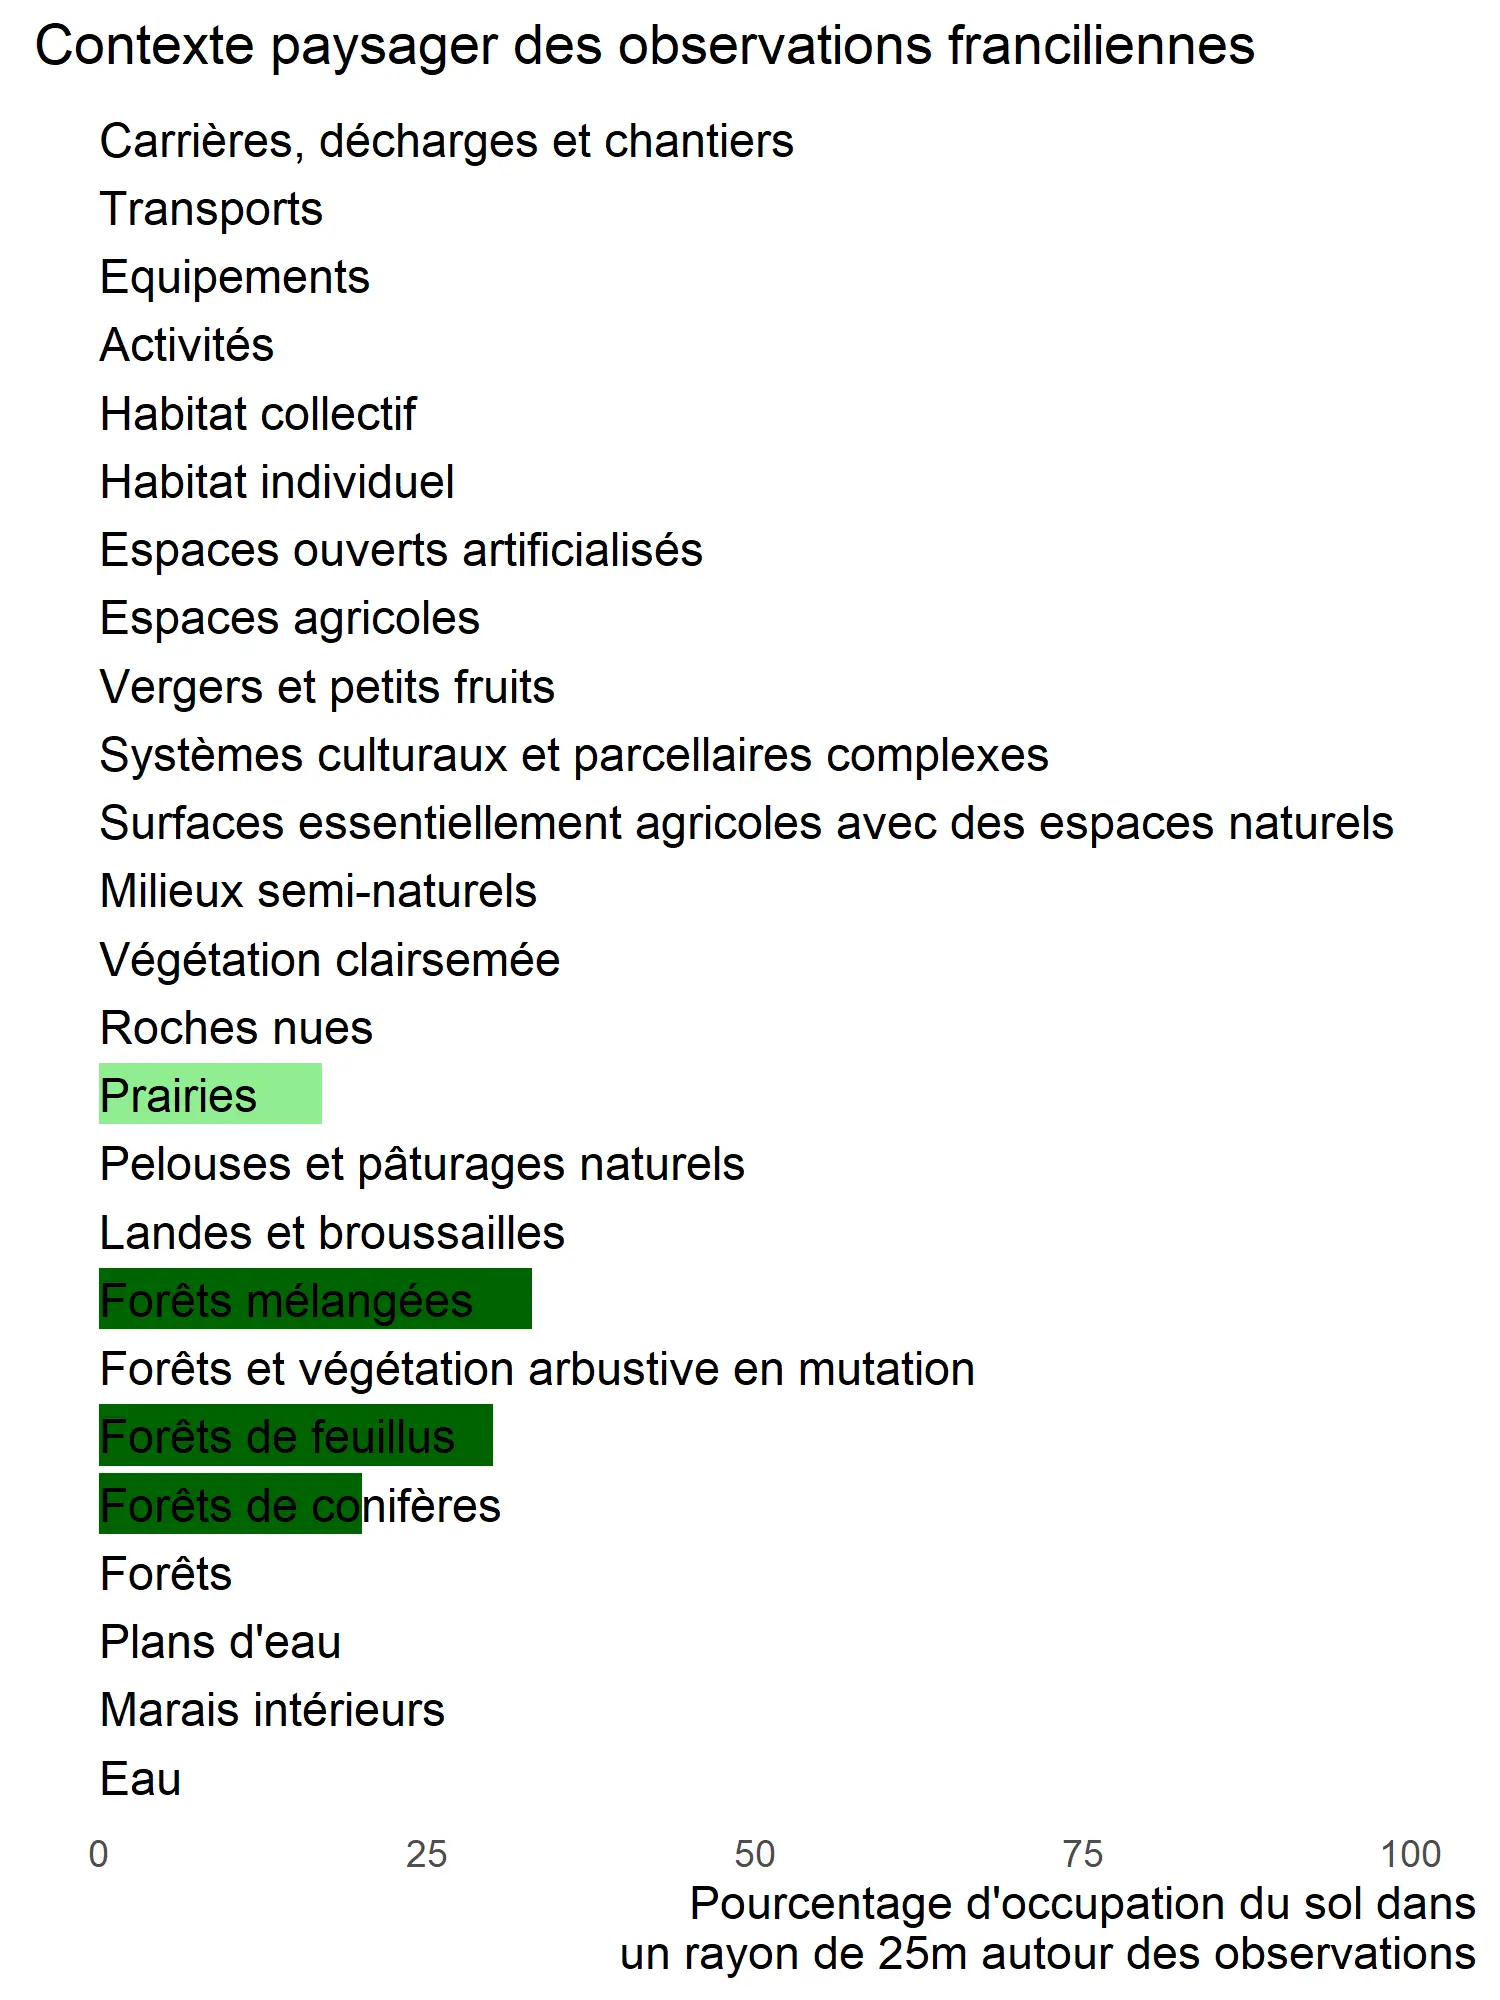 Contexte paysager des observations franciliennes
Carrières, décharges et chantiers
Transports
Equipements
Activités
Habitat collectif
Habitat individuel
Espaces ouverts artificialisés
Espaces agricoles
Vergers et petits fruits
Systèmes culturaux et parcellaires complexes
Surfaces essentiellement agricoles avec des espaces naturels
Milieux semi-naturels
Végétation clairsemée
Roches nues
Prairies
Pelouses et pâturages naturels
Landes et broussailles
Forêts mélangées
Forêts et végétation arbustive en mutation
Forêts de feuillus
Forêts de conifères
Forêts
Plans d'eau
Marais intérieurs
Eau
0 25 50 75 100
Pourcentage d'occupation du sol dans
un rayon de 25m autour des observations